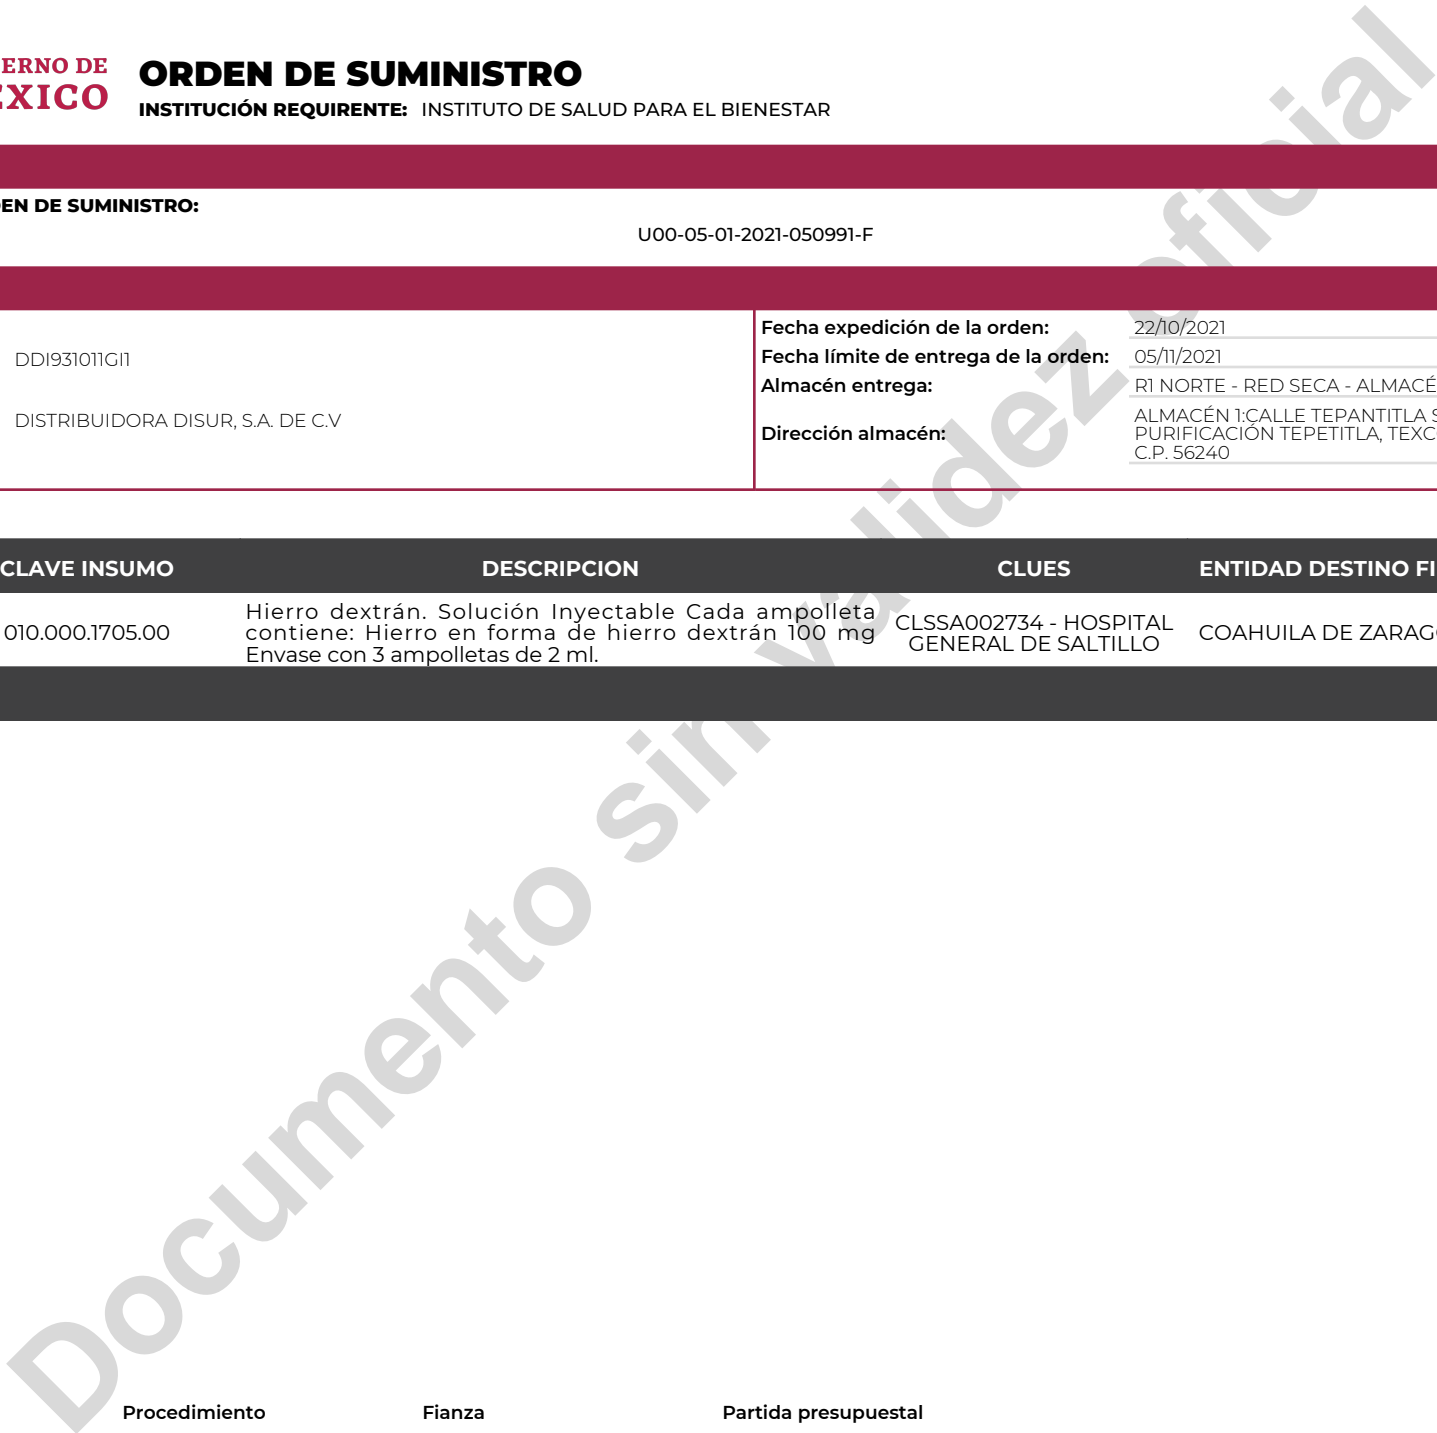 ORDEN DE SUMINISTRO
INSTITUCIÓN REQUIRENTE: INSTITUTO DE SALUD PARA EL BIENESTAR
ERNO DE
EXICO
EN DE SUMINISTRO:
U00-05-01-2021-050991-F
DDI931011GI1
DISTRIBUIDORA DISUR, S.A. DE C.V
Fecha expedición de la orden: 22/10/2021
Fecha límite de entrega de la orden: 05/11/2021
Almacén entrega: R1 NORTE - RED SECA - ALMACÉ
Dirección almacén: ALMACÉN 1:CALLE TEPANTITLA S
PURIFICACIÓN TEPETITLA, TEXC
C.P. 56240
CLAVE INSUMO DESCRIPCION CLUES ENTIDAD DESTINO FI
010.000.1705.00
Hierro dextrán. Solución Inyectable Cada ampolleta
contiene: Hierro en forma de hierro dextrán 100 mg
Envase con 3 ampolletas de 2 ml.
CLSSA002734 - HOSPITAL
GENERAL DE SALTILLO
COAHUILA DE ZARAG
Documento sin validez oficial
Procedimiento Fianza Partida presupuestal